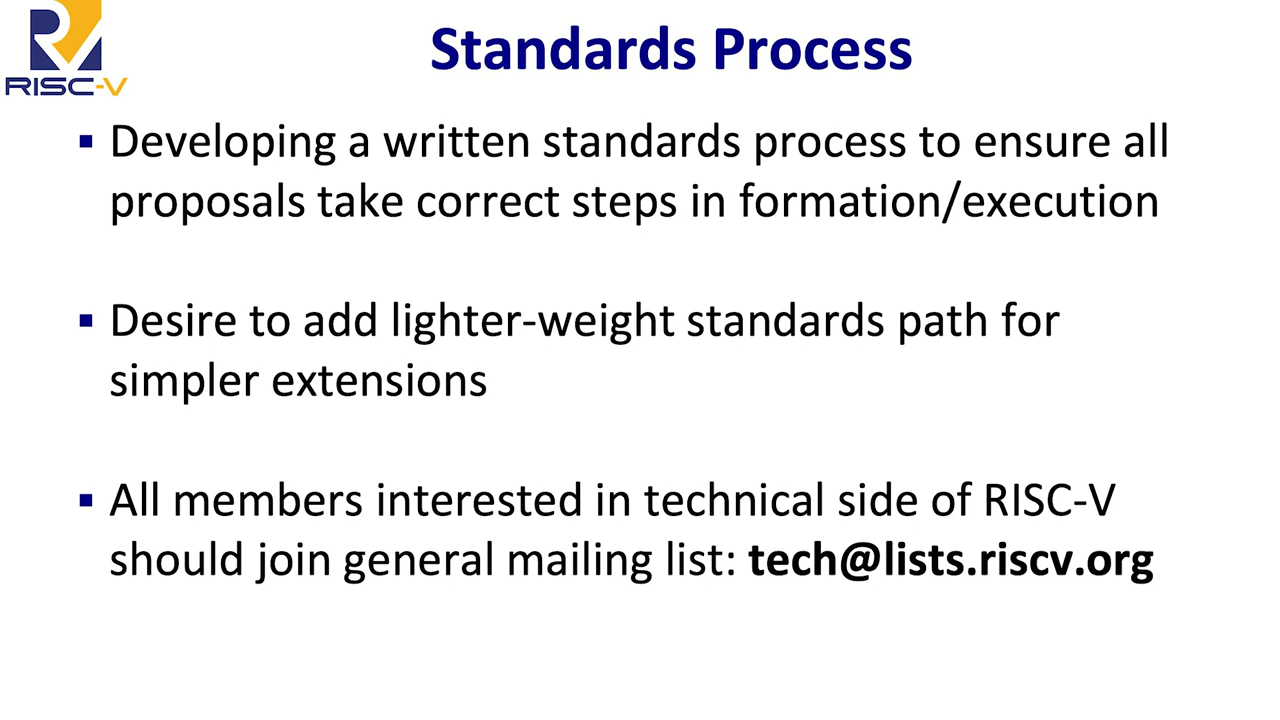 RISC-V
Standards Process
▪ Developing a written standards process to ensure all
proposals take correct steps in formation/execution
▪ Desire to add lighter-weight standards path for
simpler extensions
▪ All members interested in technical side of RISC-V
should join general mailing list: tech@lists.riscv.org